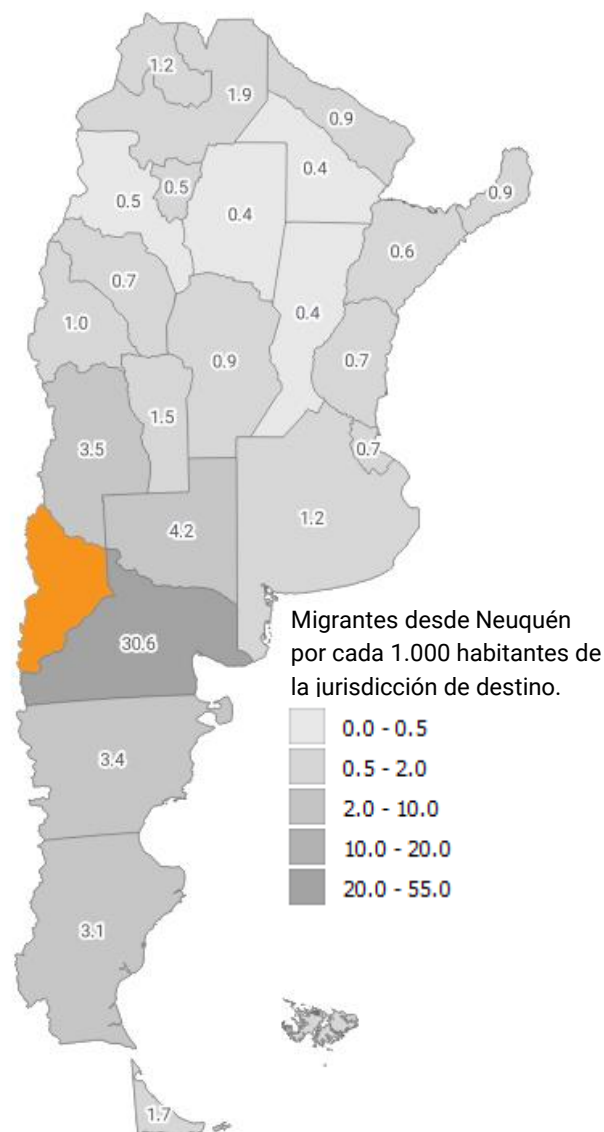 1.2
1.9
0.9
0.4
0.5
0.9
0.5
0.4
0.6
0.7
1.0
0.4
0.9
0.7
1.5
3.5
0.7
1.2
4.2
Migrantes desde Neuquén
por cada 1.000 habitantes de
la jurisdicción de destino.
30.6
0.0 - 0.5
0.5 - 2.0
3.4
2.0 - 10.0
10.0 - 20.0
20.0 - 55.0
3.1
1.7